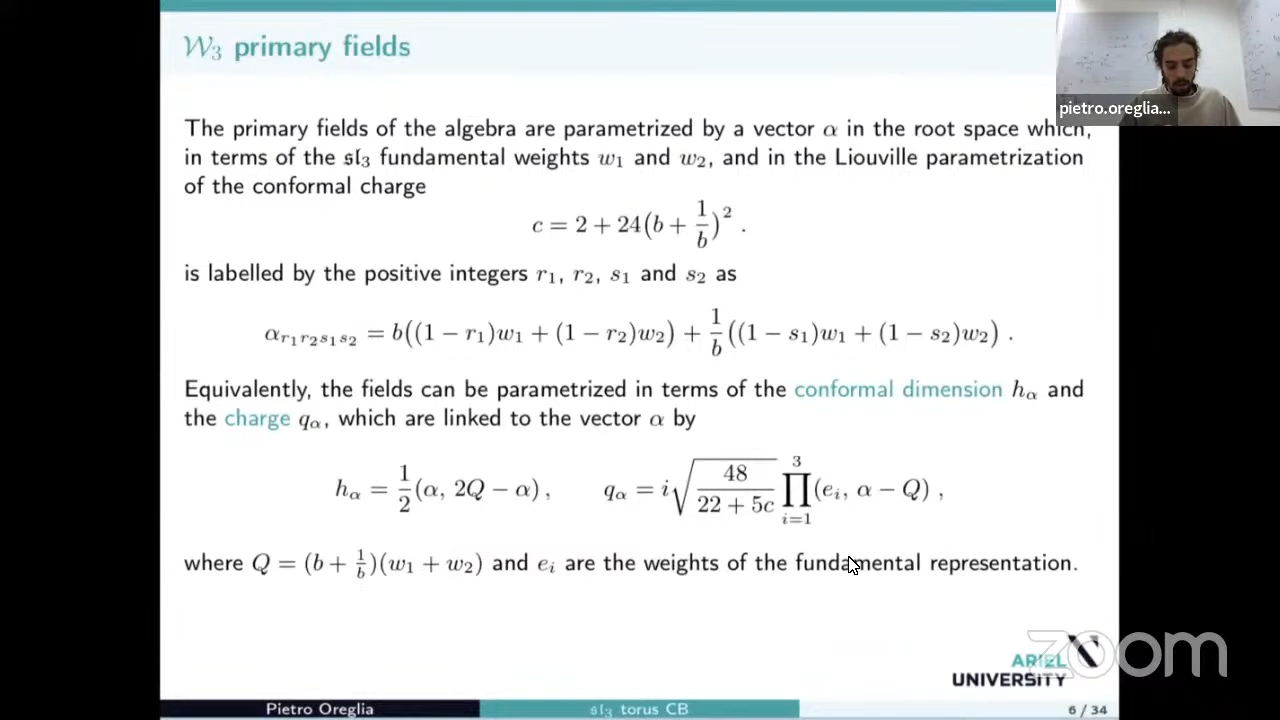 W₃ primary fields
pietro.oreglia...
The primary fields of the algebra are parametrized by a vector α in the root space which,
in terms of the 𝔰𝔩₃ fundamental weights w₁ and w₂, and in the Liouville parametrization
of the conformal charge
c = 2 + 24(b + 1/b)² .
is labelled by the positive integers r₁, r₂, s₁ and s₂ as
α_{r₁r₂s₁s₂} = b((1 − r₁)w₁ + (1 − r₂)w₂) + 1/b((1 − s₁)w₁ + (1 − s₂)w₂) .
Equivalently, the fields can be parametrized in terms of the conformal dimension h_α and
the charge q_α, which are linked to the vector α by
h_α = 1/2(α, 2Q − α) , q_α = i√(48/(22 + 5c)) ∏_{i=1}^{3}(e_i, α − Q) ,
where Q = (b + 1/b)(w₁ + w₂) and e_i are the weights of the fundamental representation.
zoom
ARIEL
UNIVERSITY
Pietro Oreglia
𝔰𝔩₃ torus CB
6 / 34